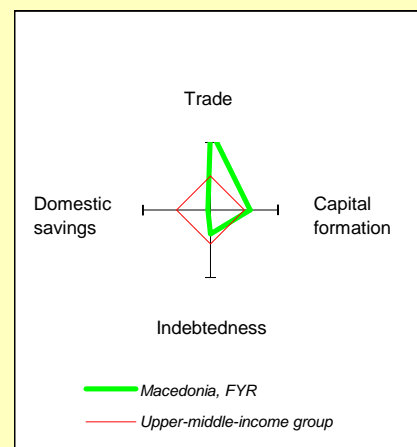 Trade
Domestic
savings
Capital
formation
Indebtedness
Macedonia, FYR
Upper-middle-income group